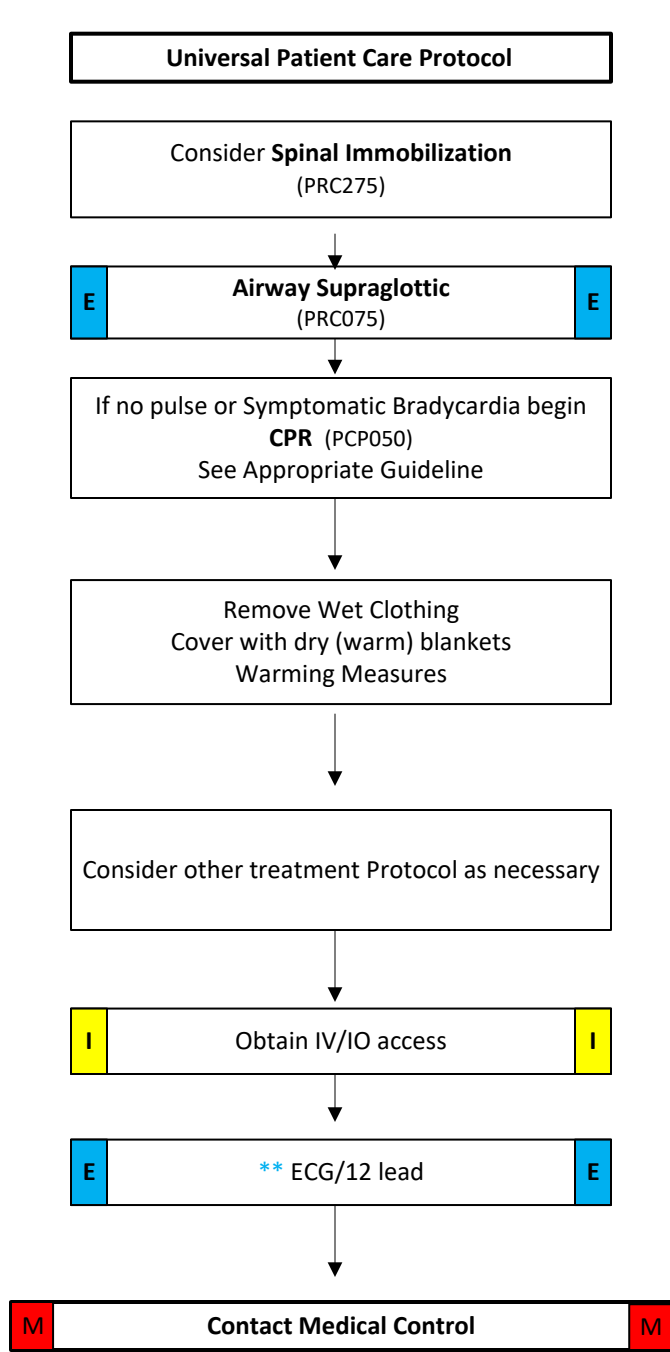 Universal Patient Care Protocol
Consider Spinal Immobilization
(PRC275)
E Airway Supraglottic E
(PRC075)
If no pulse or Symptomatic Bradycardia begin
CPR (PCP050)
See Appropriate Guideline
Remove Wet Clothing
Cover with dry (warm) blankets
Warming Measures
Consider other treatment Protocol as necessary
I Obtain IV/IO access I
E ** ECG/12 lead E
M Contact Medical Control M